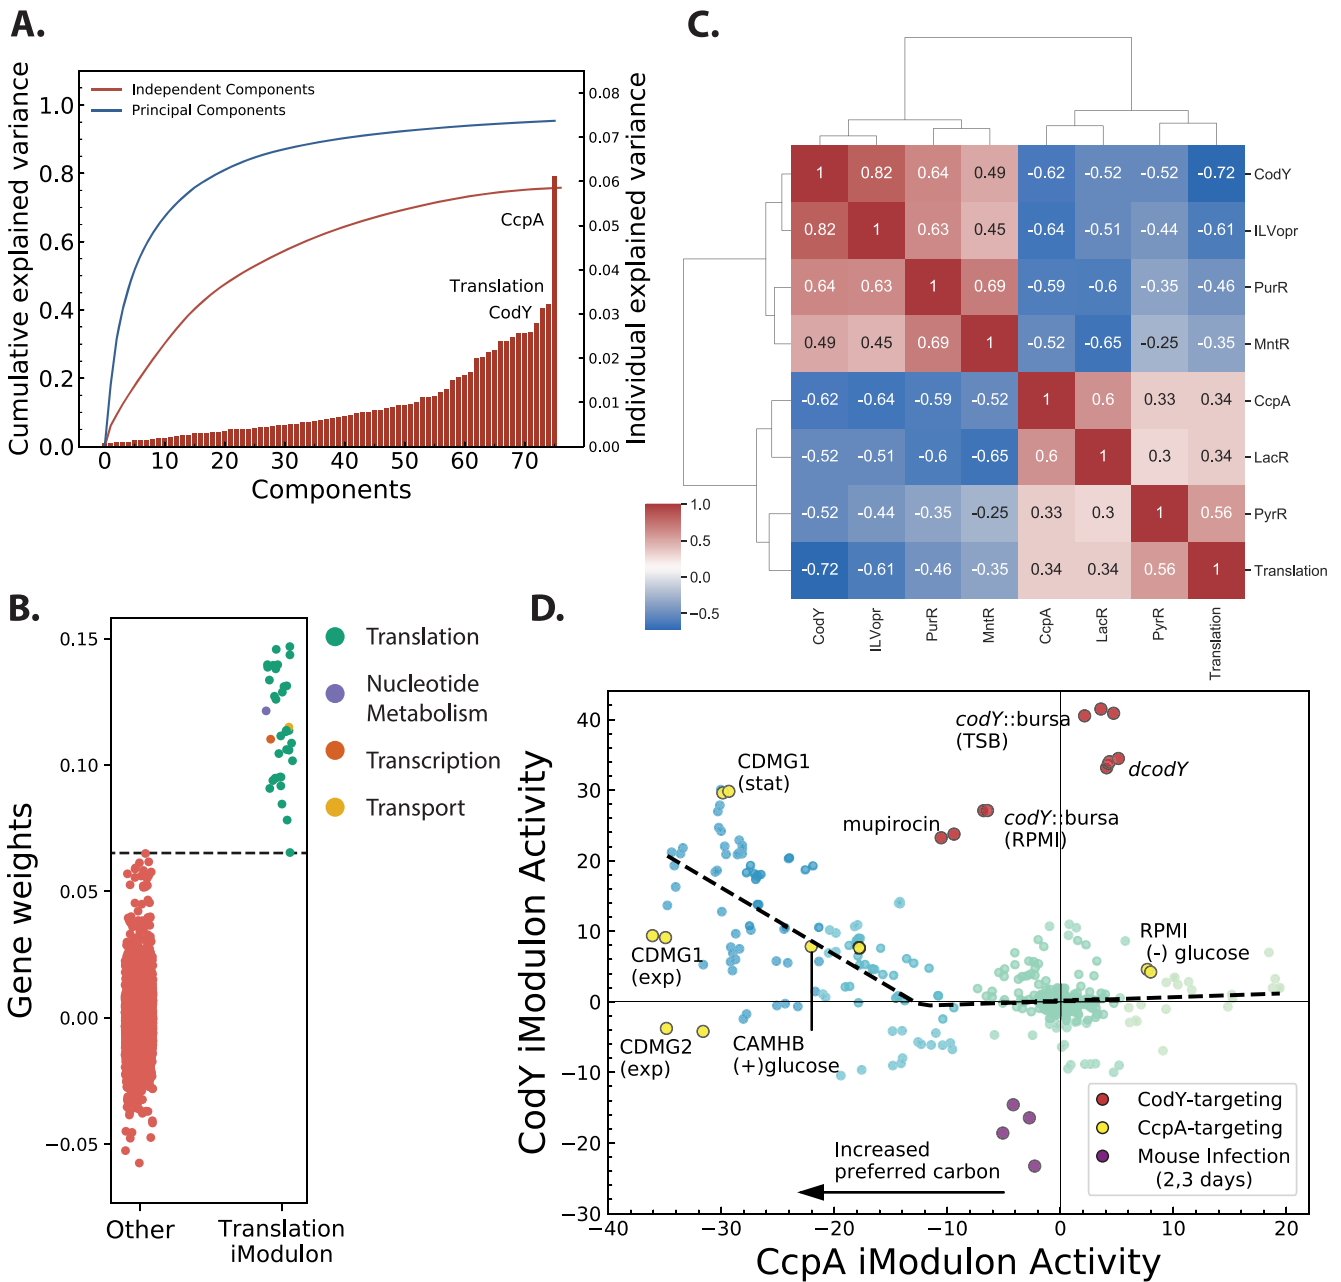 A.
Cumulative explained variance
1.0
0.8
0.6
0.4
0.2
0.0
Independent Components
Principal Components
CcpA
Translation
CodY
0 10 20 30 40 50 60 70
Components
0.08
0.07
0.06
0.05
0.04
0.03
0.02
0.01
0.00
Individual explained variance
C.
1 0.82 0.64 0.49 -0.62 -0.52 -0.52 -0.72 CodY
0.82 1 0.63 0.45 -0.64 -0.51 -0.44 -0.61 ILVopr
0.64 0.63 1 0.69 -0.59 -0.6 -0.35 -0.46 PurR
0.49 0.45 0.69 1 -0.52 -0.65 -0.25 -0.35 MntR
-0.62 -0.64 -0.59 -0.52 1 0.6 0.33 0.34 CcpA
-0.52 -0.51 -0.6 -0.65 0.6 1 0.3 0.34 LacR
-0.52 -0.44 -0.35 -0.25 0.33 0.3 1 0.56 PyrR
-0.72 -0.61 -0.46 -0.35 0.34 0.34 0.56 1 Translation
CodY ILVopr PurR MntR CcpA LacR PyrR Translation
1.0
0.5
0.0
−0.5
B.
Gene weights
0.15
0.10
0.05
0.00
−0.05
Other
Translation
iModulon
Translation
Nucleotide
Metabolism
Transcription
Transport
D.
CodY iModulon Activity
40
30
20
10
0
−10
−20
−30
codY::bursa
(TSB)
dcodY
CDMG1
(stat)
mupirocin
codY::bursa
(RPMI)
CDMG1
(exp)
RPMI
(-) glucose
CDMG2
(exp)
CAMHB
(+)glucose
Increased
preferred carbon
CodY-targeting
CcpA-targeting
Mouse Infection
(2,3 days)
−40 −30 −20 −10 0 10 20
CcpA iModulon Activity